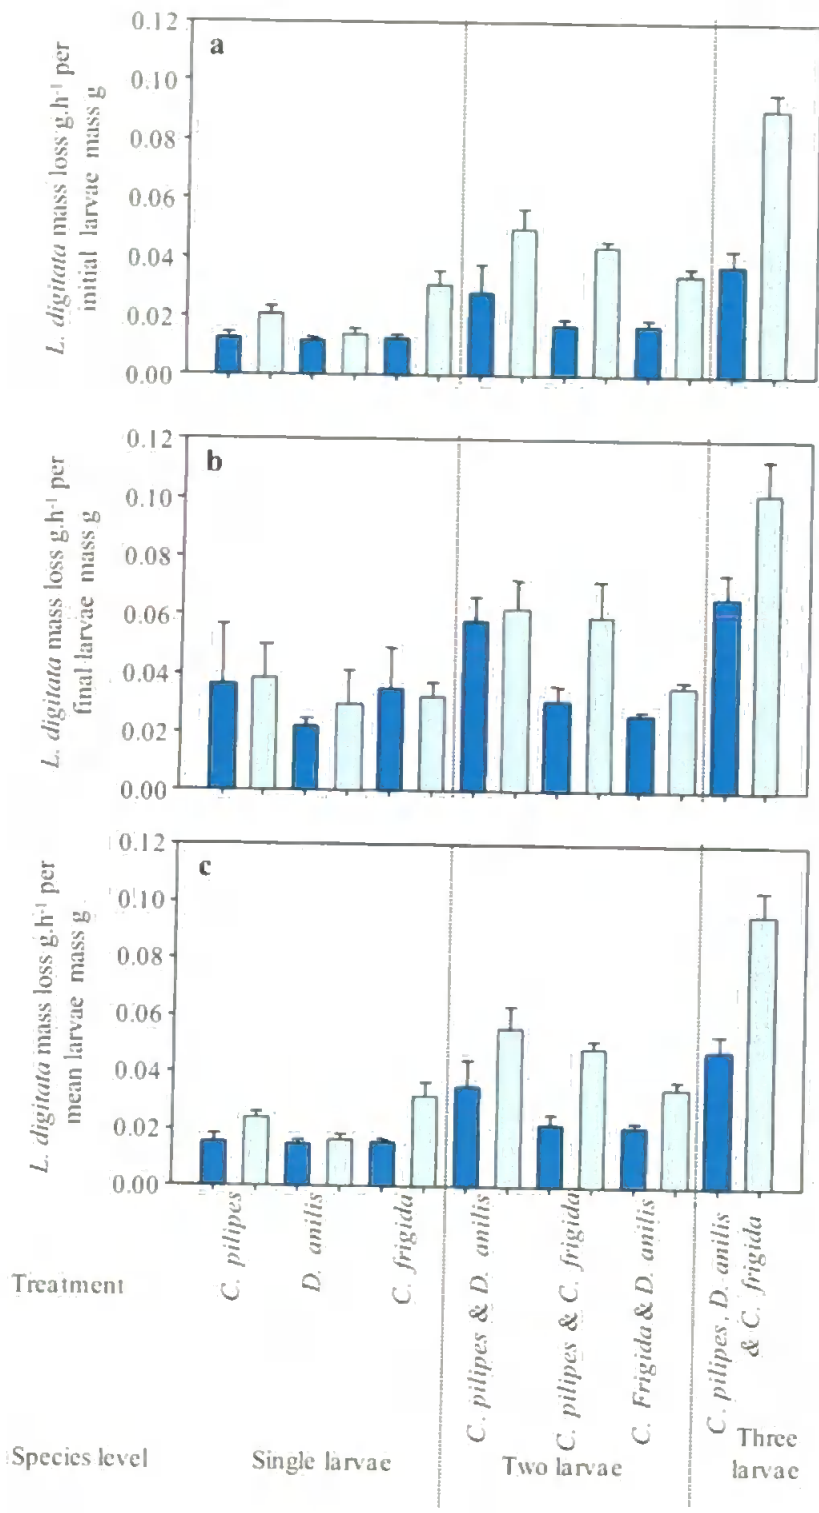 a
L. digitata mass loss g.h-1 per
initial larvae mass g
0.12
0.10
0.08
0.06
0.04
0.02
0.00
b
L. digitata mass loss g.h-1 per
final larvae mass g
0.12
0.10
0.08
0.06
0.04
0.02
0.00
c
L. digitata mass loss g.h-1 per
mean larvae mass g
0.12
0.10
0.08
0.06
0.04
0.02
0.00
Treatment
C. pilipes
D. anilis
C. frigida
C. pilipes & D. anilis
C. pilipes & C. frigida
C. Frigida & D. anilis
C. pilipes, D. anilis
& C. frigida
Species level
Single larvae
Two larvae
Three
larvae